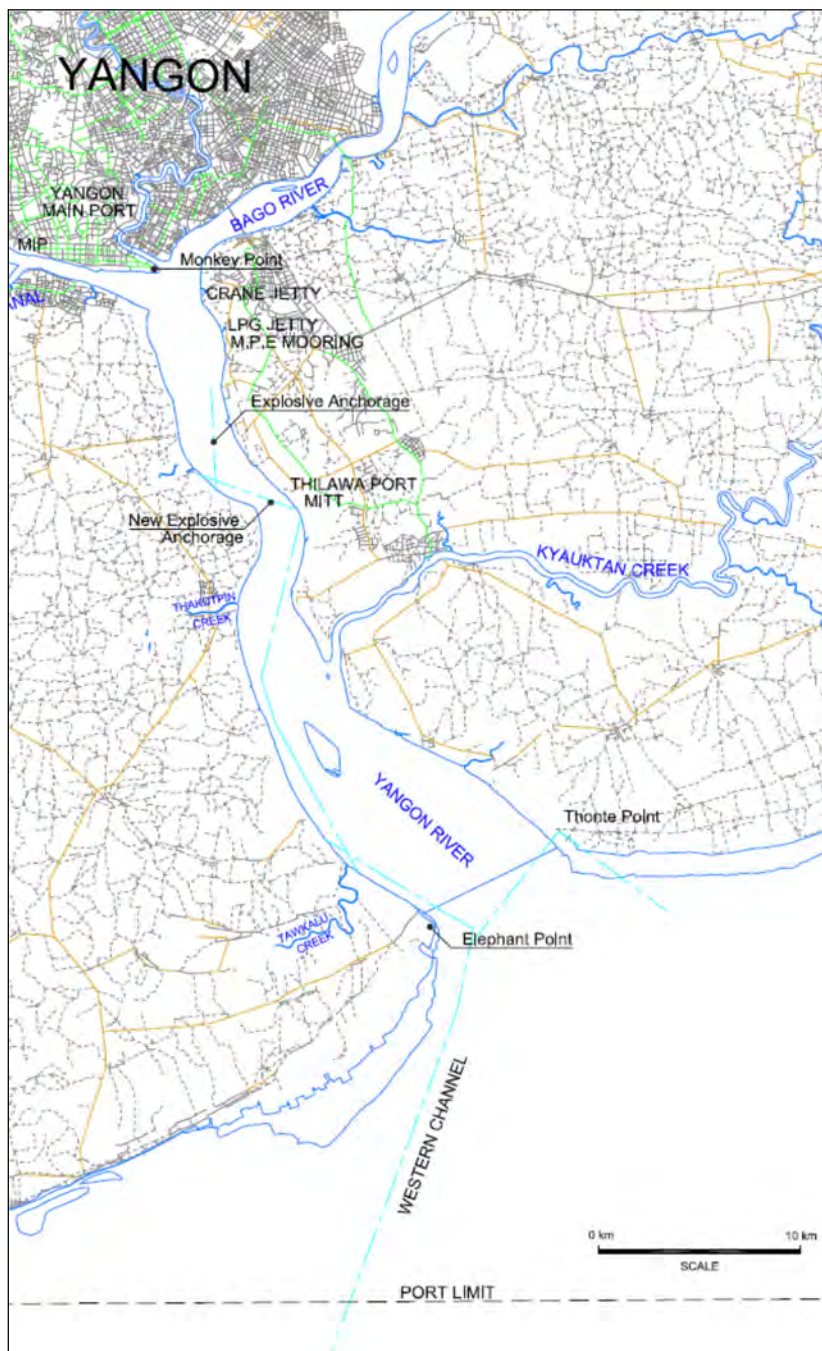 YANGON
YANGON
MAIN PORT
BAGO RIVER
MIP
Monkey Point
ANAL
CRANE JETTY
LPG JETTY
M.P.E MOORING
Explosive Anchorage
THILAWA PORT
MITT
New Explosive
Anchorage
KYAUKTAN CREEK
THAKUTPIN
CREEK
YANGON RIVER
Thonte Point
TAWKALU
CREEK
Elephant Point
WESTERN CHANNEL
0 km
10 km
SCALE
PORT LIMIT